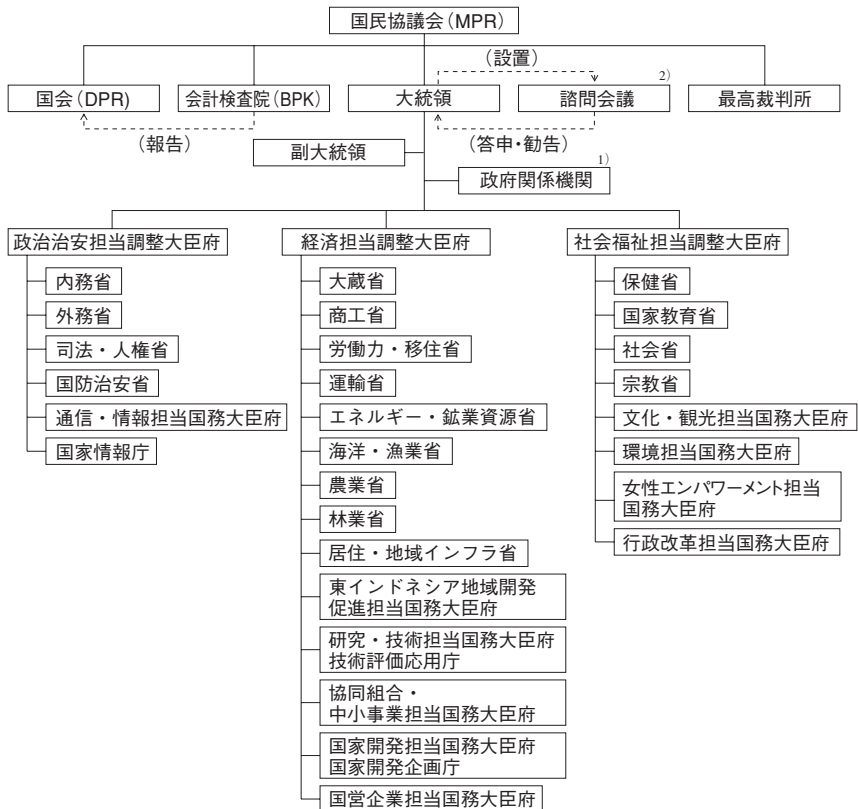 国民協議会（MPR）
（設置）
2）
国会（DPR)
会計検査院（BPK）
大統領
諮問会議
最高裁判所
（報告）
（答申・勧告）
副大統領
1）
政府関係機関
政治治安担当調整大臣府
経済担当調整大臣府
社会福祉担当調整大臣府
内務省
外務省
司法・人権省
国防治安省
通信・情報担当国務大臣府
国家情報庁
大蔵省
商工省
労働力・移住省
運輸省
エネルギー・鉱業資源省
海洋・漁業省
農業省
林業省
居住・地域インフラ省
東インドネシア地域開発
促進担当国務大臣府
研究・技術担当国務大臣府
技術評価応用庁
協同組合・
中小事業担当国務大臣府
国家開発担当国務大臣府
国家開発企画庁
国営企業担当国務大臣府
保健省
国家教育省
社会省
宗教省
文化・観光担当国務大臣府
環境担当国務大臣府
女性エンパワーメント担当
国務大臣府
行政改革担当国務大臣府